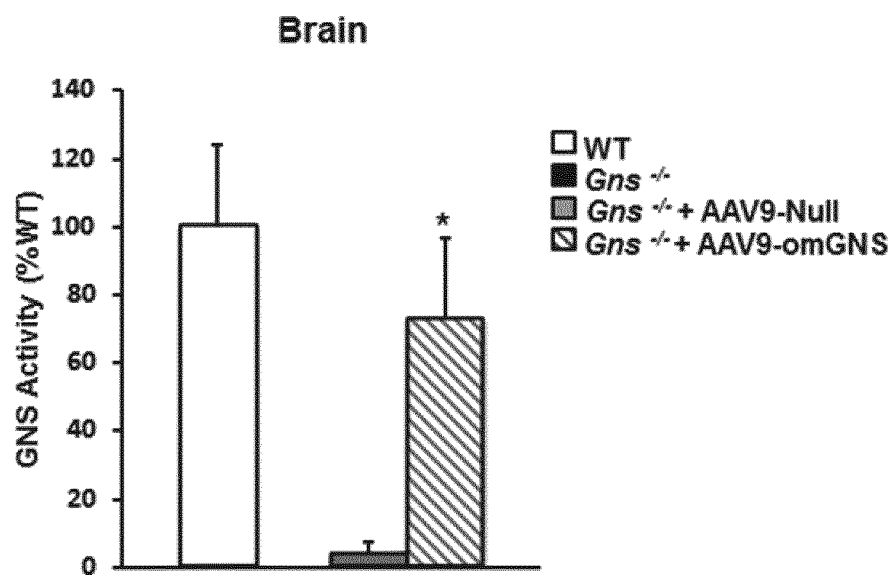 Brain
GNS Activity (%WT)
140
120
100
80
60
40
20
0
*
WT
Gns -/-
Gns -/- + AAV9-Null
Gns -/- + AAV9-omGNS